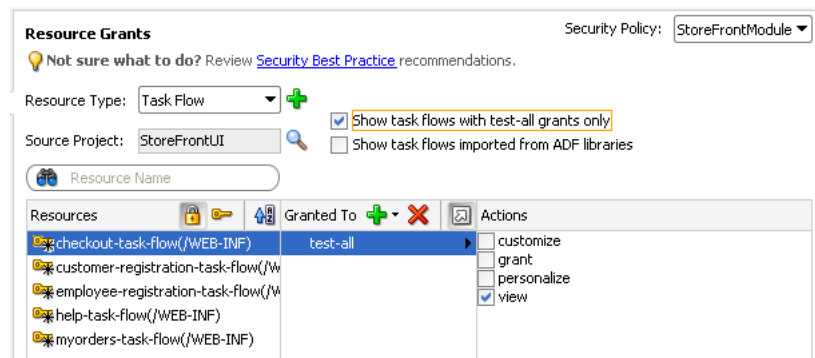 Resource Grants
Security Policy: StoreFrontModule
Not sure what to do? Review Security Best Practice recommendations.
Resource Type: Task Flow
Show task flows with test-all grants only
Source Project: StoreFrontUI
Show task flows imported from ADF libraries
Resource Name
Resources Granted To Actions
checkout-task-flow(/WEB-INF) test-all customize
grant
customer-registration-task-flow(/W
personalize
employee-registration-task-flow(/W
view
help-task-flow(/WEB-INF)
myorders-task-flow(/WEB-INF)